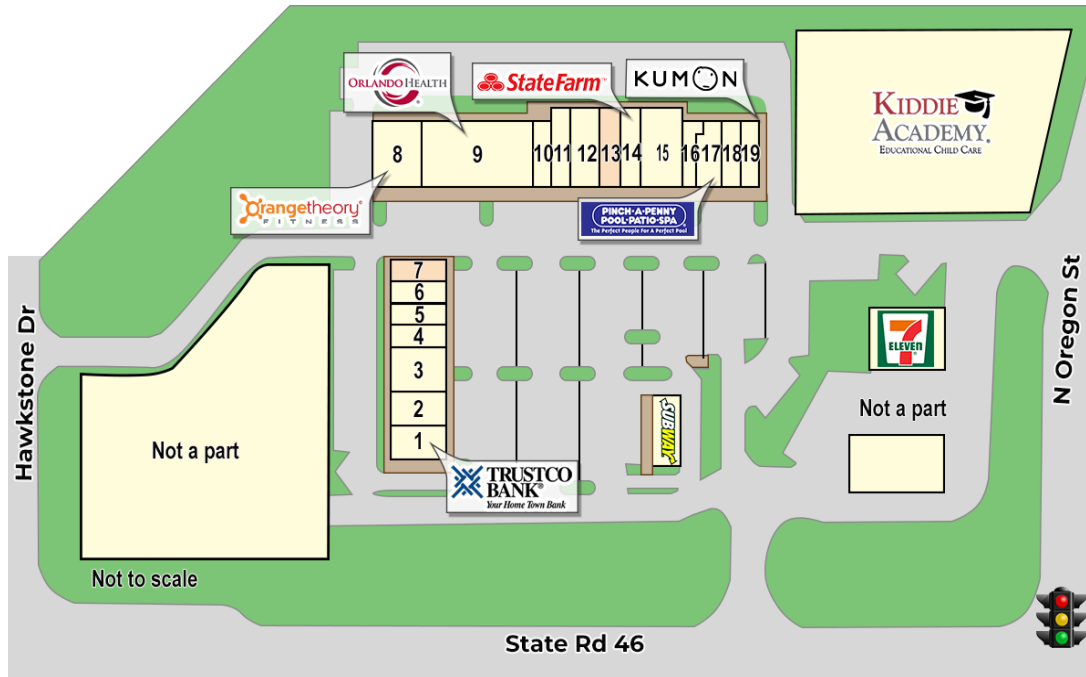 ORLANDO HEALTH®
StateFarm™
KUMON
KIDDIE
ACADEMY®
EDUCATIONAL CHILD CARE
8
9
10
11
12
13
14
15
16
17
18
19
Orangetheory®
FITNESS
PINCH-A-PENNY
POOL·PATIO·SPA
The Perfect People For A Perfect Pool
7
6
5
4
3
2
1
7
ELEVEN
Not a part
SUBWAY
TRUSTCO
BANK®
Your Home Town Bank
Not a part
Not to scale
Hawkstone Dr
N Oregon St
State Rd 46